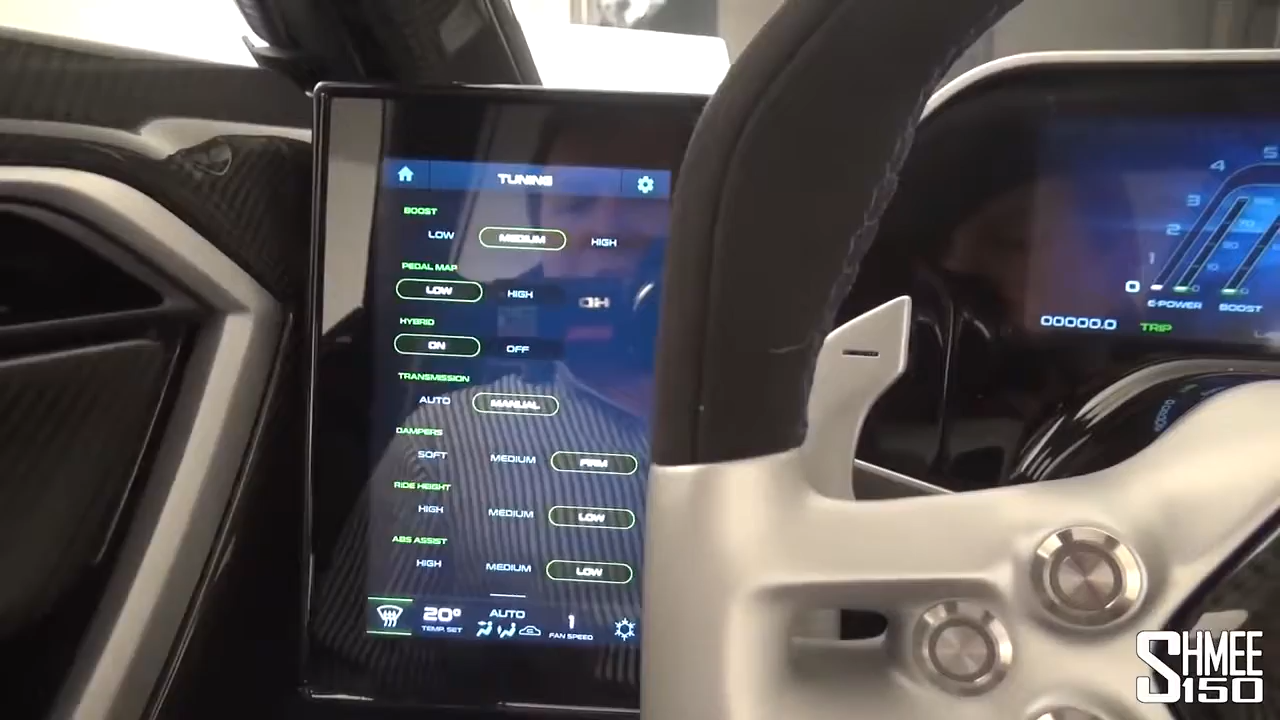 TUNING
BOOST
LOW MEDIUM HIGH
PEDAL MAP
LOW HIGH
HYBRID
ON OFF
TRANSMISSION
AUTO MANUAL
DAMPERS
SOFT MEDIUM FIRM
RIDE HEIGHT
HIGH MEDIUM LOW
ABS ASSIST
HIGH MEDIUM LOW
20° AUTO 1
TEMP. SET FAN SPEED
5
4
3
2
1
0
E-POWER BOOST
00000.0 TRIP
SHMEE
150